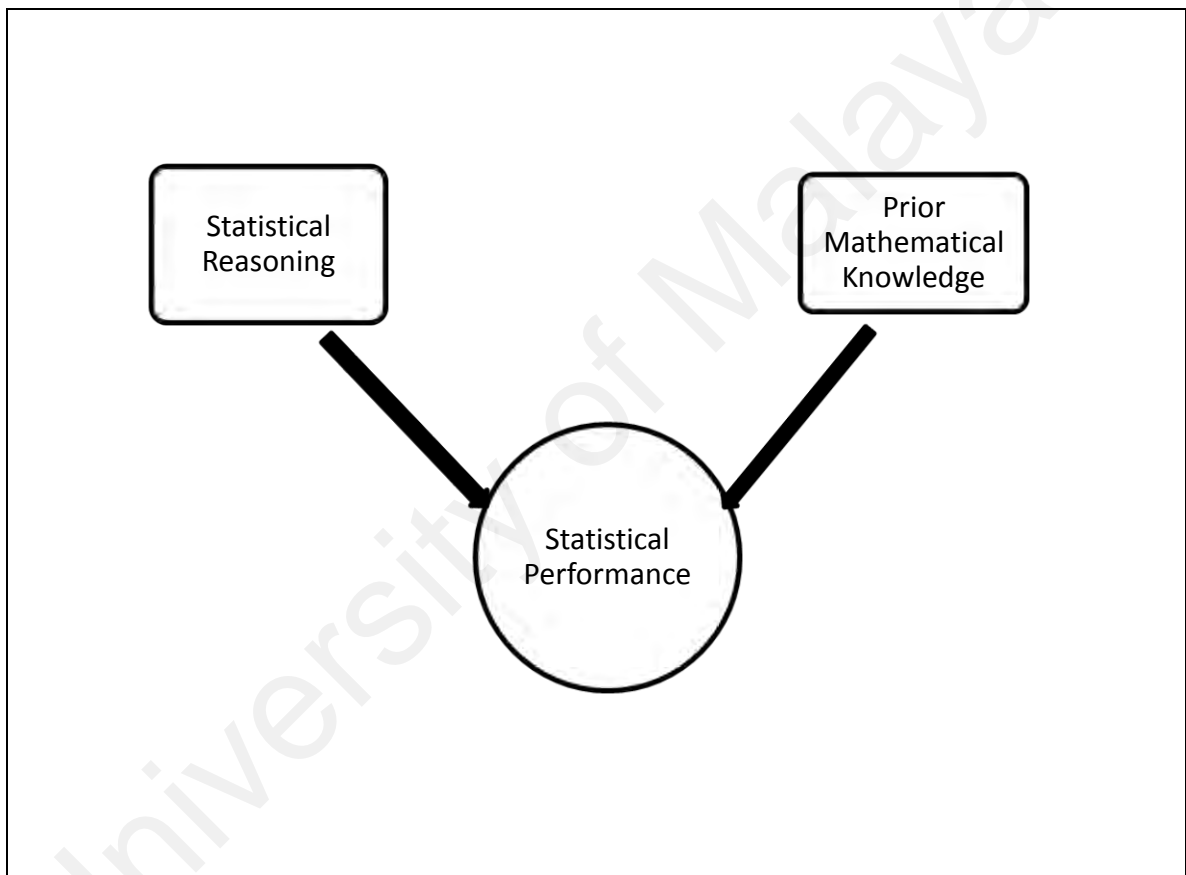 Statistical
Reasoning
Prior
Mathematical
Knowledge
Statistical
Performance
University of Malaya